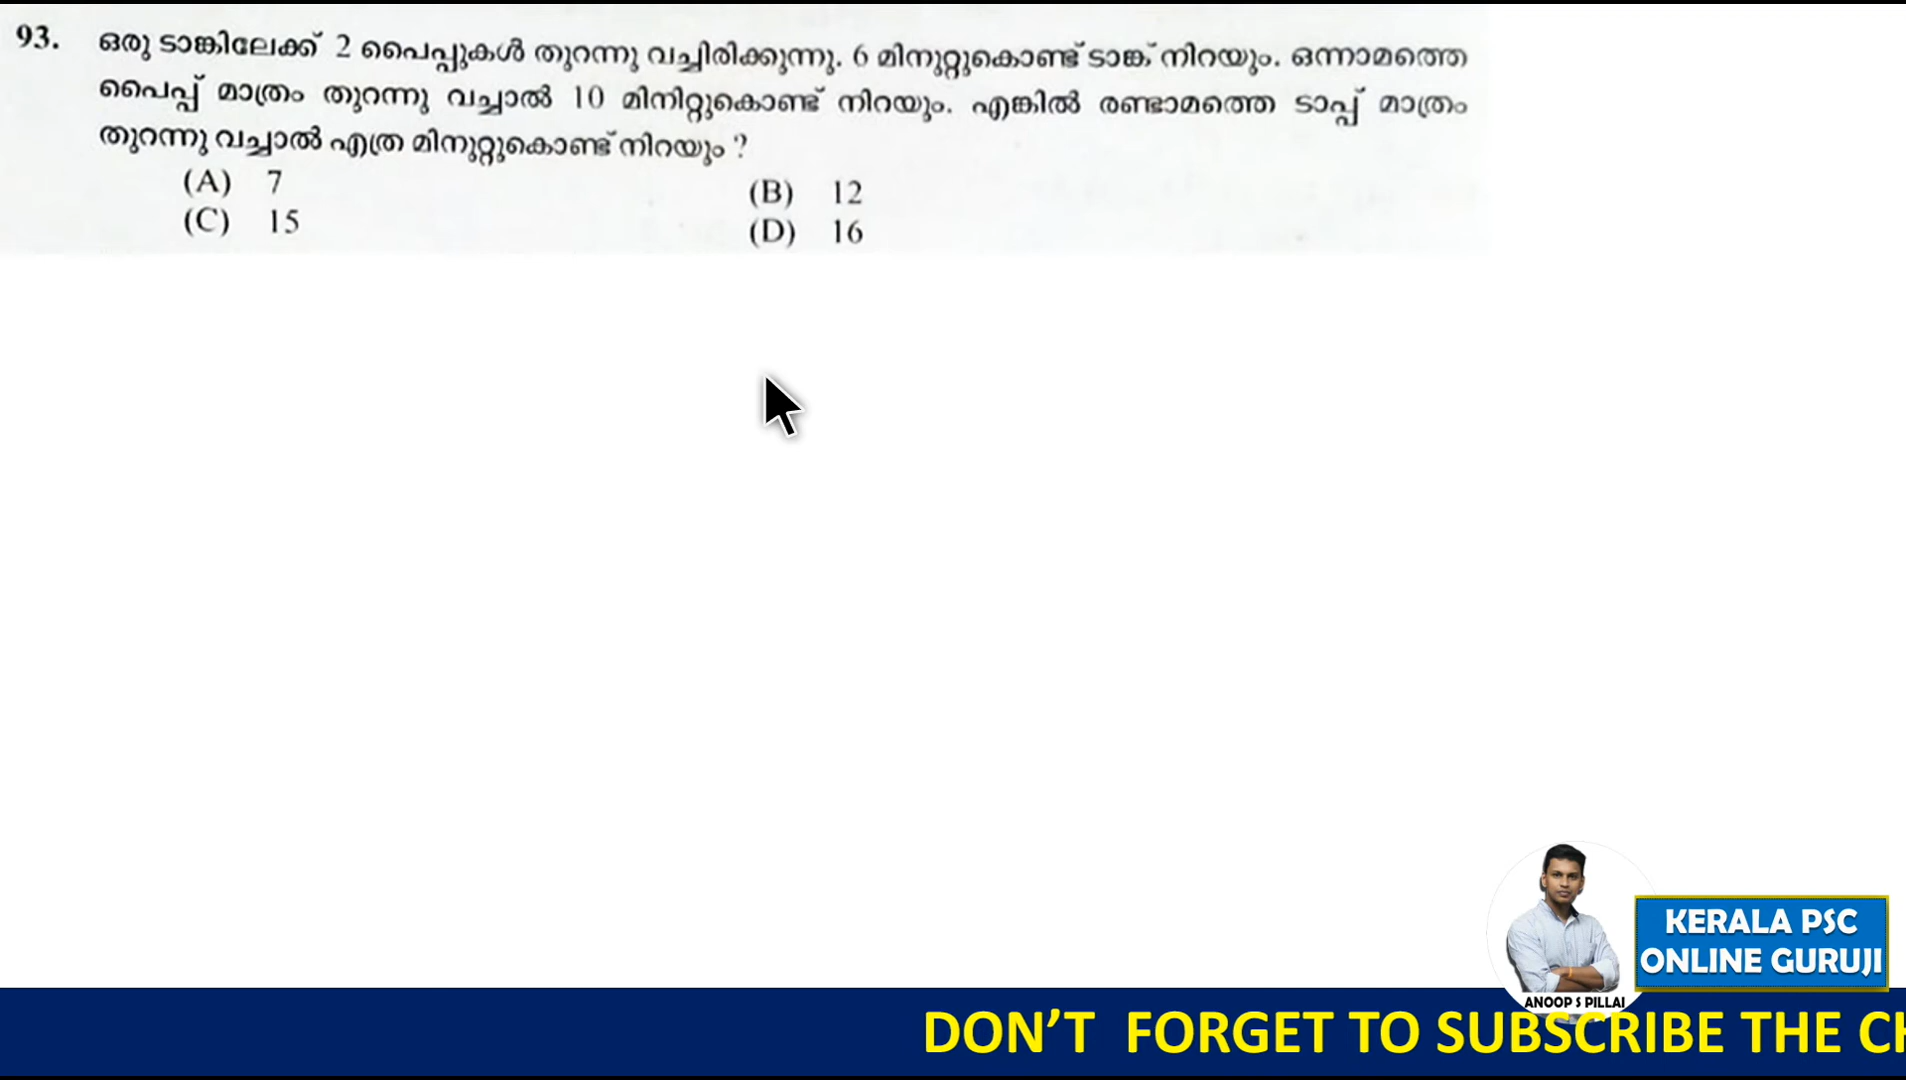 93. ഒരു ടാങ്കിലേക്ക് 2 പൈപ്പുകൾ തുറന്നു വച്ചിരിക്കുന്നു. 6 മിനുറ്റുകൊണ്ട് ടാങ്ക് നിറയും. ഒന്നാമത്തെ
പൈപ്പ് മാത്രം തുറന്നു വച്ചാൽ 10 മിനിറ്റുകൊണ്ട് നിറയും. എങ്കിൽ രണ്ടാമത്തെ ടാപ്പ് മാത്രം
തുറന്നു വച്ചാൽ എത്ര മിനുറ്റുകൊണ്ട് നിറയും ?
(A) 7 (B) 12
(C) 15 (D) 16
KERALA PSC
ONLINE GURUJI
ANOOP S PILLAI
DON’T FORGET TO SUBSCRIBE THE CH